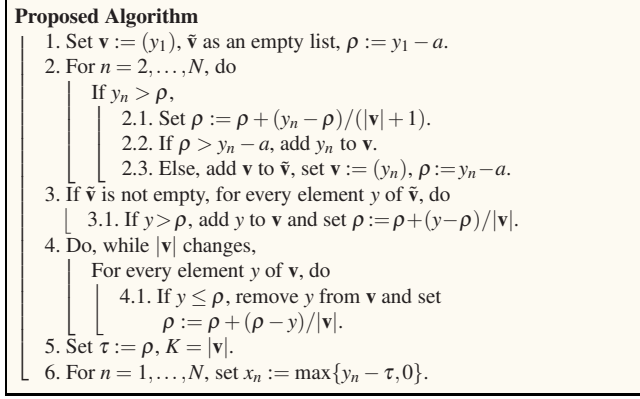 Proposed Algorithm
1. Set v := (y₁), ṽ as an empty list, ρ := y₁ − a.
2. For n = 2,...,N, do
If yₙ > ρ,
2.1. Set ρ := ρ + (yₙ − ρ)/(|v| + 1).
2.2. If ρ > yₙ − a, add yₙ to v.
2.3. Else, add v to ṽ, set v := (yₙ), ρ := yₙ − a.
3. If ṽ is not empty, for every element y of ṽ, do
3.1. If y > ρ, add y to v and set ρ := ρ + (y − ρ)/|v|.
4. Do, while |v| changes,
For every element y of v, do
4.1. If y ≤ ρ, remove y from v and set
ρ := ρ + (ρ − y)/|v|.
5. Set τ := ρ, K = |v|.
6. For n = 1,...,N, set xₙ := max{yₙ − τ, 0}.